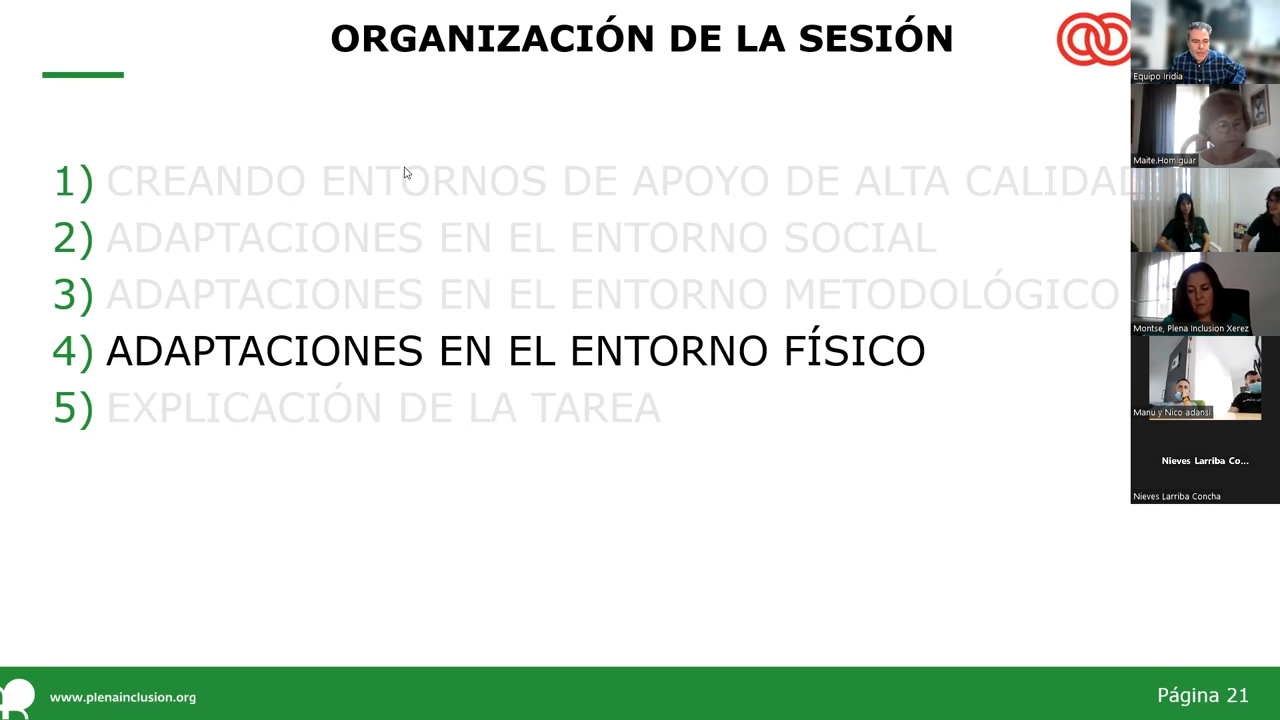 ORGANIZACIÓN DE LA SESIÓN
1) CREANDO ENTORNOS DE APOYO DE ALTA CALIDAD
2) ADAPTACIONES EN EL ENTORNO SOCIAL
3) ADAPTACIONES EN EL ENTORNO METODOLÓGICO
4) ADAPTACIONES EN EL ENTORNO FÍSICO
5) EXPLICACIÓN DE LA TAREA
Equipo Iridia
Maite.Homiguar
Montse, Plena Inclusion Xerez
Manu y Nico adansi
Nieves Larriba Co...
Nieves Larriba Concha
www.plenainclusion.org
Página 21